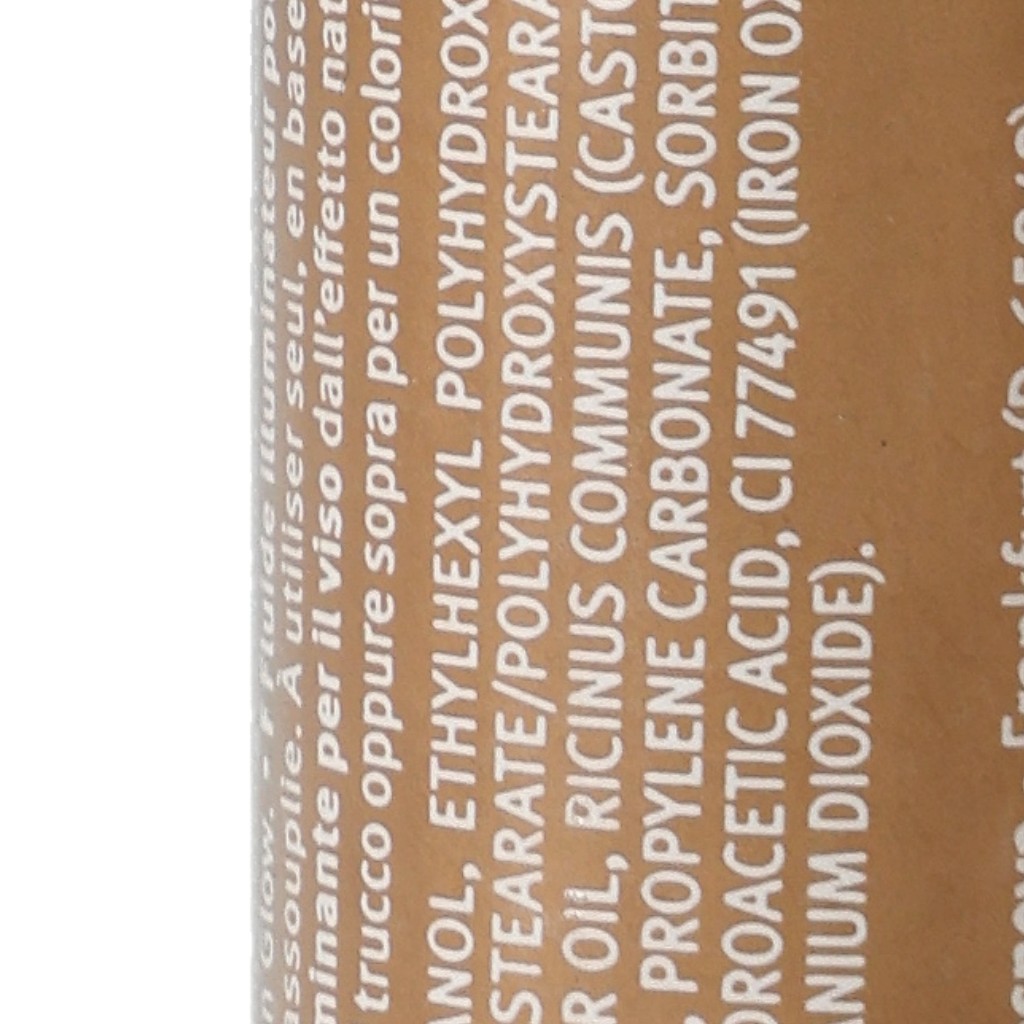 n Glow. - F Fluide illuminateur po
assouplie. À utiliser seul, en base
minante per il viso dall'effetto nat
trucco oppure sopra per un colori
ANOL, ETHYLHEXYL POLYHYDROX
STEARATE/POLYHYDROXYSTEARA
R OIL, RICINUS COMMUNIS (CASTO
, PROPYLENE CARBONATE, SORBIT
DROACETIC ACID, CI 77491 (IRON OX
ANIUM DIOXIDE).